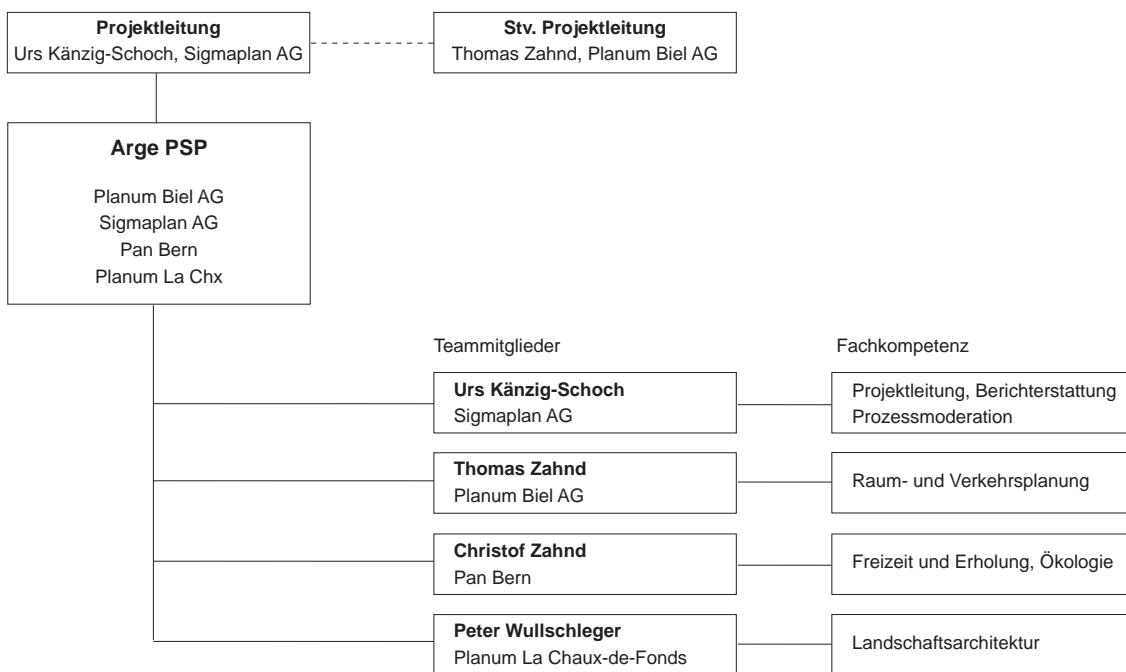 Projektleitung
Urs Känzig-Schoch, Sigmaplan AG
Stv. Projektleitung
Thomas Zahnd, Planum Biel AG
Arge PSP
Planum Biel AG
Sigmaplan AG
Pan Bern
Planum La Chx
Teammitglieder
Fachkompetenz
Urs Känzig-Schoch
Sigmaplan AG
Projektleitung, Berichterstattung
Prozessmoderation
Thomas Zahnd
Planum Biel AG
Raum- und Verkehrsplanung
Christof Zahnd
Pan Bern
Freizeit und Erholung, Ökologie
Peter Wullschleger
Planum La Chaux-de-Fonds
Landschaftsarchitektur